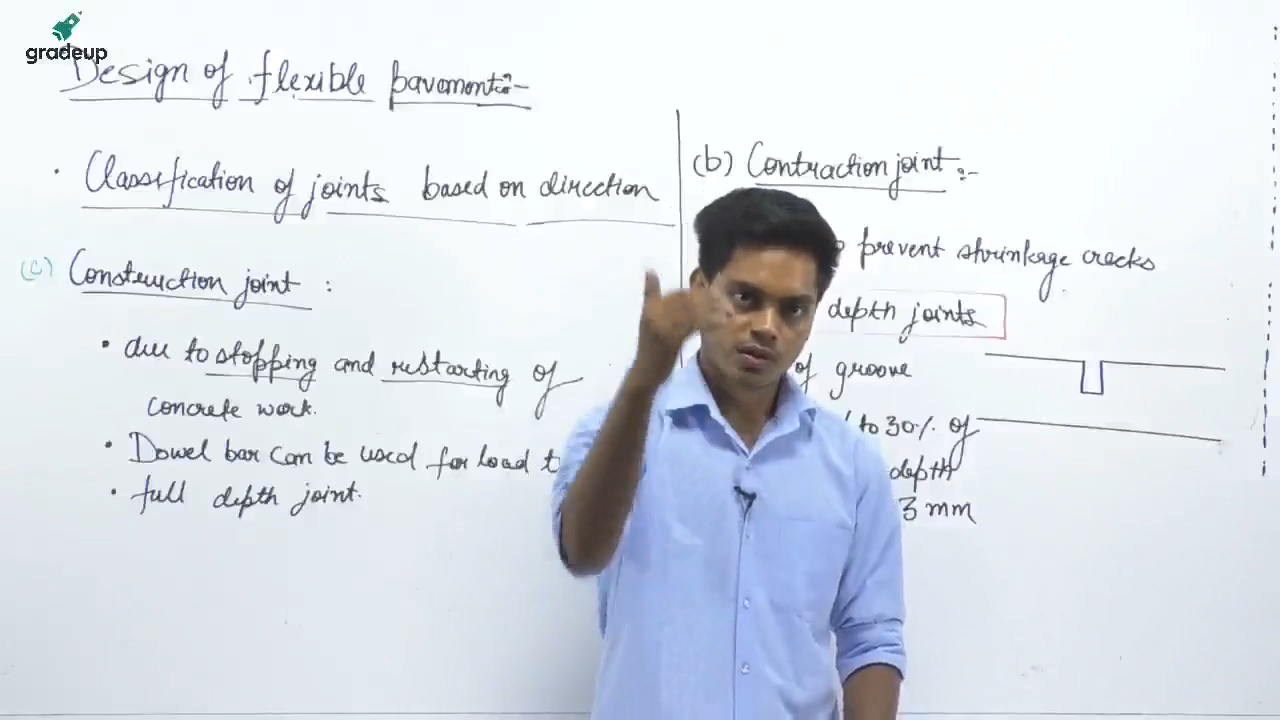 gradeup
Design of flexible pavements:-
• Classification of joints based on direction
(c) Construction joint :
• due to stopping and restarting of
concrete work.
• Dowel bar can be used for load
• full depth joint.
(b) Contraction joint :-
prevent shrinkage cracks
depth joints
of groove
to 30% of
depth
3 mm